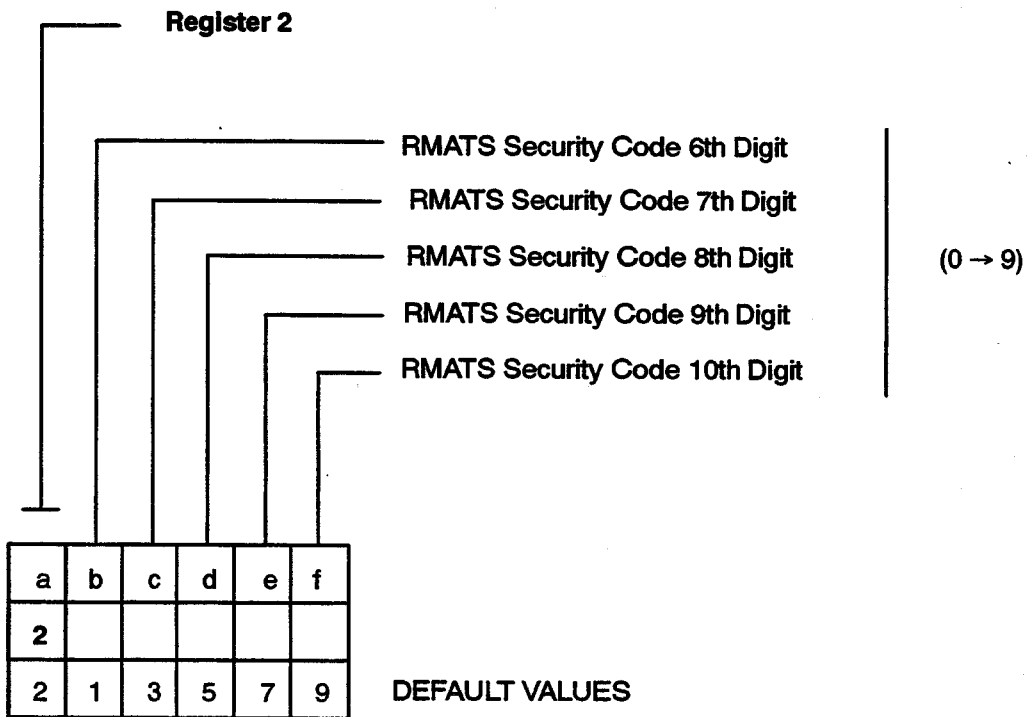 Register 2
RMATS Security Code 6th Digit
RMATS Security Code 7th Digit
RMATS Security Code 8th Digit
(0 → 9)
RMATS Security Code 9th Digit
RMATS Security Code 10th Digit
a b c d e f
2
2 1 3 5 7 9 DEFAULT VALUES